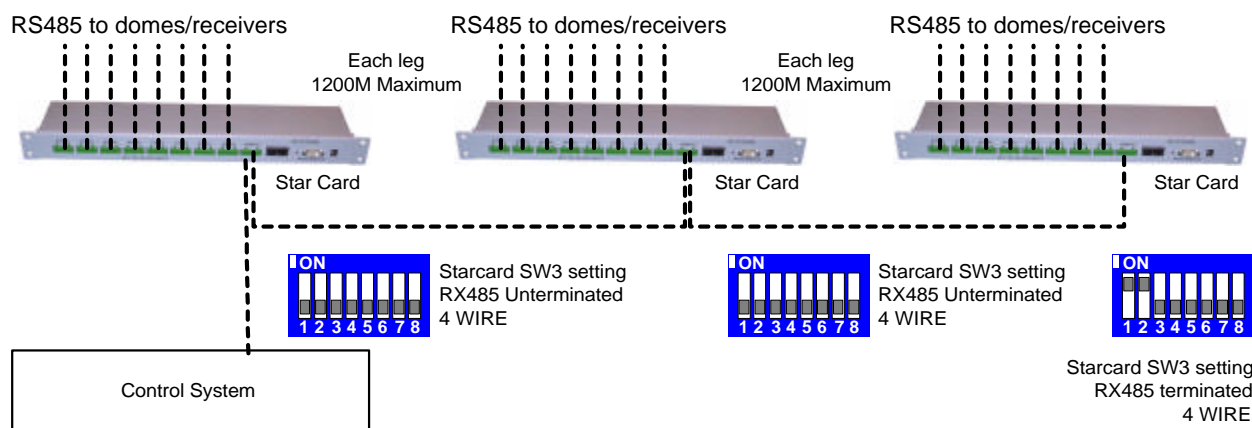 RS485 to domes/receivers
RS485 to domes/receivers
RS485 to domes/receivers
Each leg
1200M Maximum
Each leg
1200M Maximum
Star Card
Star Card
Star Card
ON
1 2 3 4 5 6 7 8
Starcard SW3 setting
RX485 Unterminated
4 WIRE
ON
1 2 3 4 5 6 7 8
Starcard SW3 setting
RX485 Unterminated
4 WIRE
ON
1 2 3 4 5 6 7 8
Starcard SW3 setting
RX485 terminated
4 WIRE
Control System